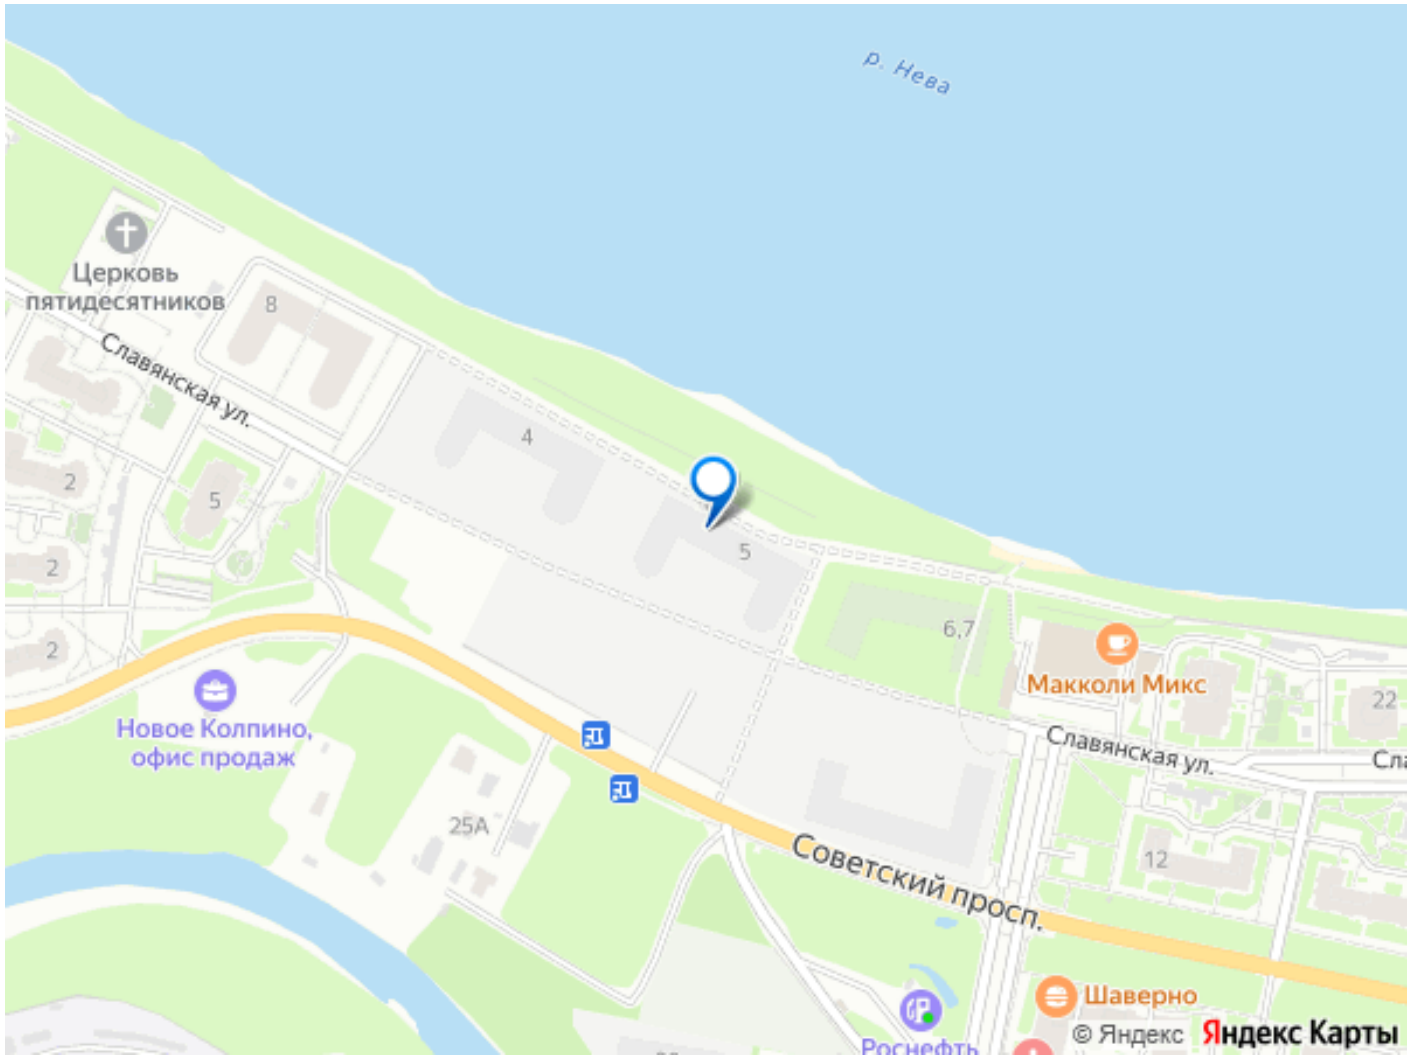 р. Нева
Церковь
пятидесятников
8
Славянская ул.
4
2
5
5
2
6,7
2
Макколи Микс
22
Новое Колпино,
офис продаж
Славянская ул.
Сла
25А
Советский просп.
12
Шаверно
Роснефть
© Яндекс
Яндекс Карты